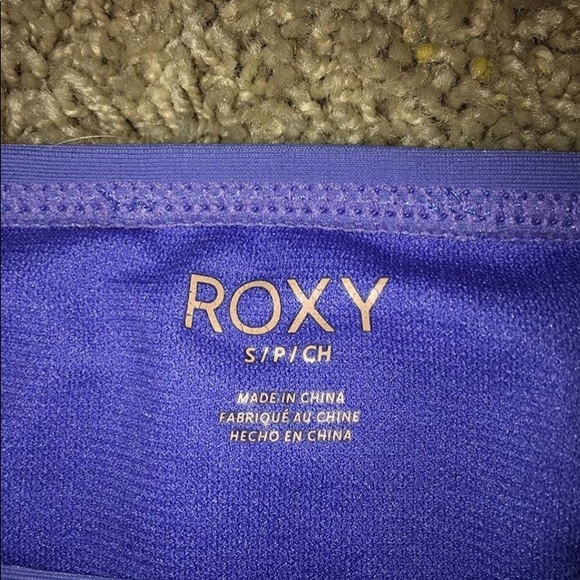 ROXY
S/P/CH
MADE IN CHINA
FABRIQUÉ AU CHINE
HECHO EN CHINA